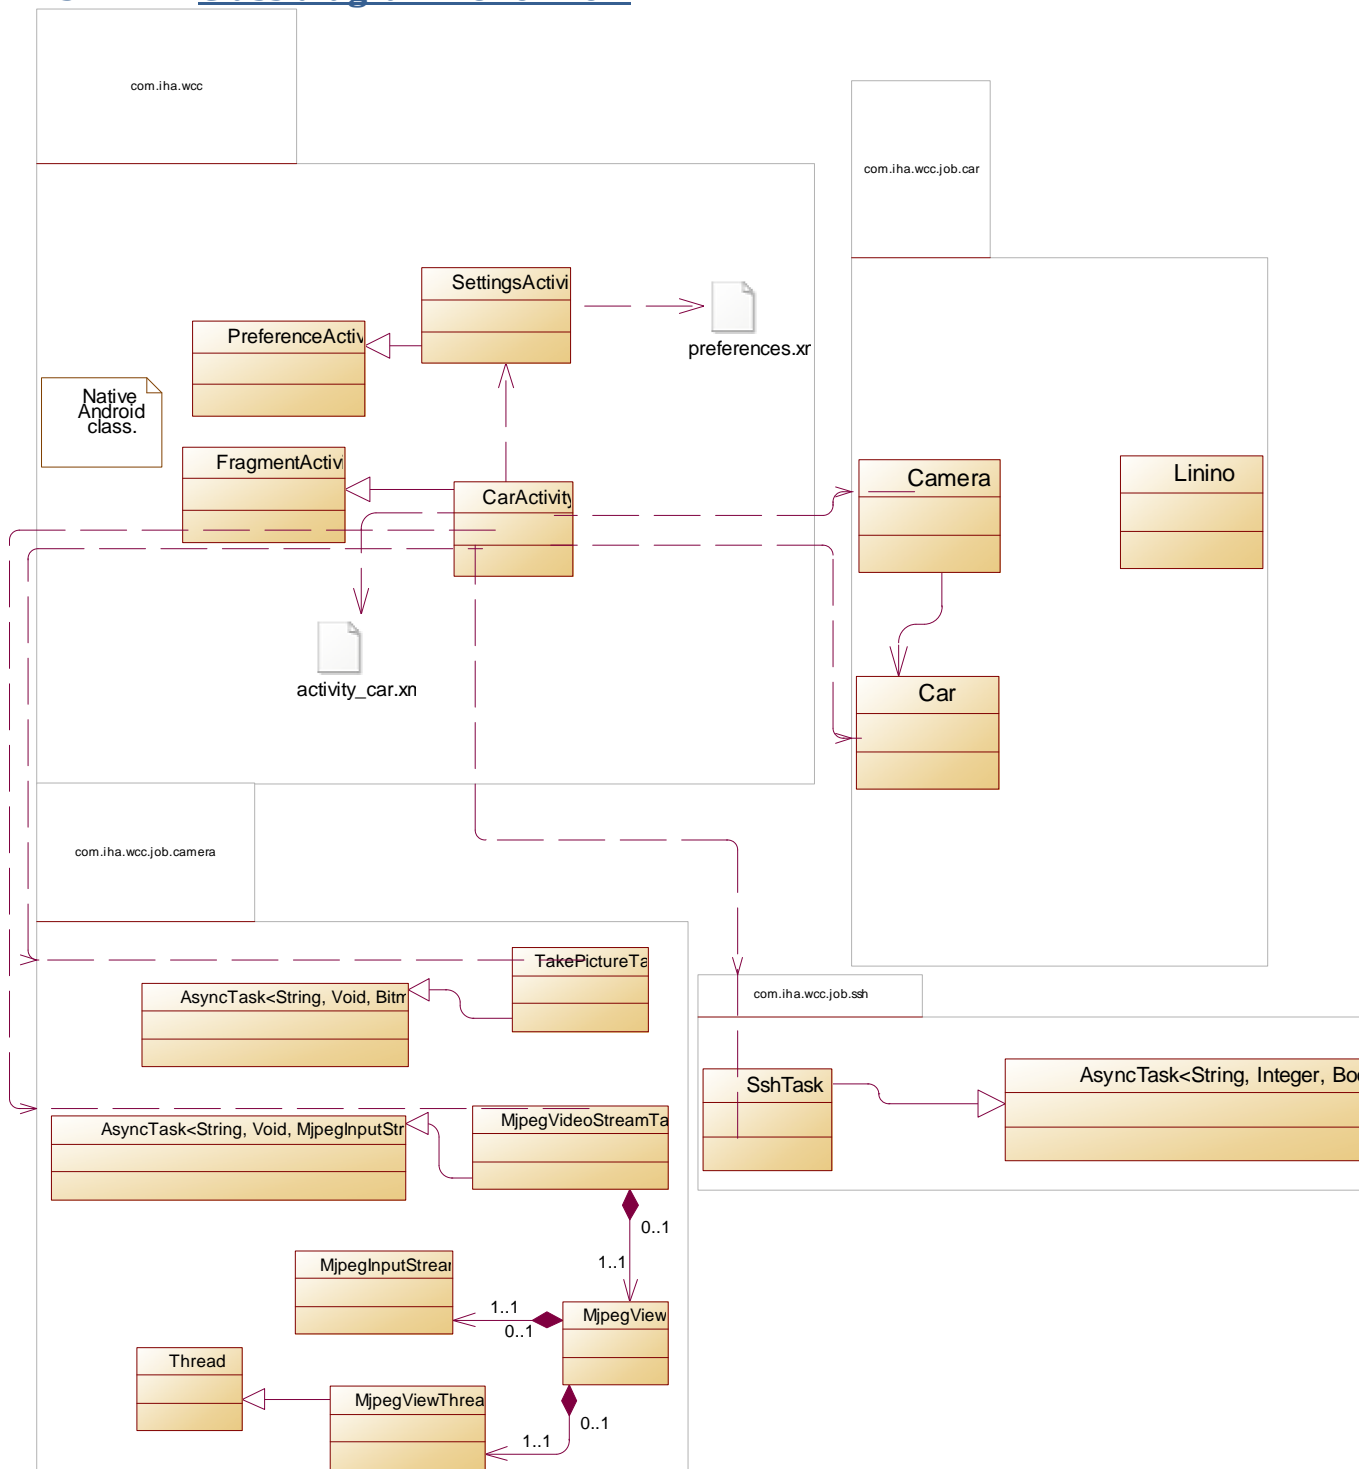 com.iha.wcc
com.iha.wcc.job.car
SettingsActivi
preferences.xr
PreferenceActiv
Native
Android
class.
FragmentActivi
CarActivity
Camera
Linino
activity_car.xn
Car
com.iha.wcc.job.camera
TakePictureTa
AsyncTask<String, Void, Bitm
com.iha.wcc.job.ssh
SshTask
AsyncTask<String, Integer, Boo
MjpegVideoStreamTa
AsyncTask<String, Void, MjpegInputStr
0..1
1..1
MjpegInputStrear
1..1
0..1
MjpegView
Thread
MjpegViewThrea
0..1
1..1